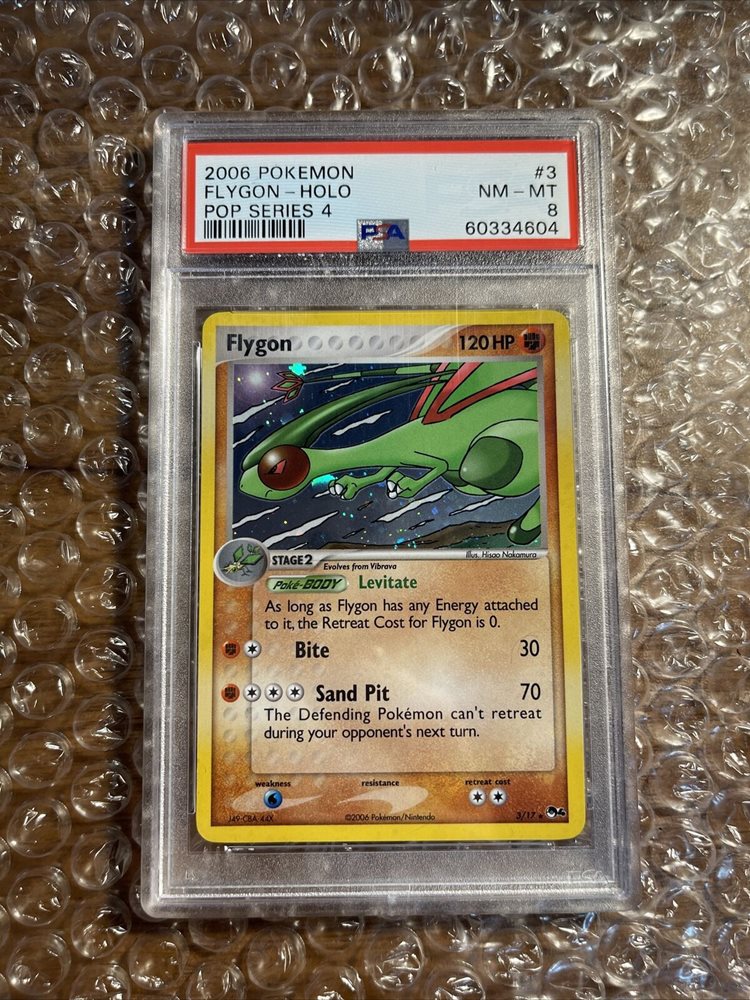 2006 POKEMON #3
FLYGON - HOLO NM - MT
POP SERIES 4 8
PSA 60334604
Flygon 120 HP
Illus. Hisao Nakamura
STAGE2
Evolves from Vibrava
Poké-BODY Levitate
As long as Flygon has any Energy attached
to it, the Retreat Cost for Flygon is 0.
Bite 30
Sand Pit 70
The Defending Pokémon can't retreat
during your opponent's next turn.
weakness resistance retreat cost
J49-CBA-44X ©2006 Pokémon/Nintendo 3/17 ★